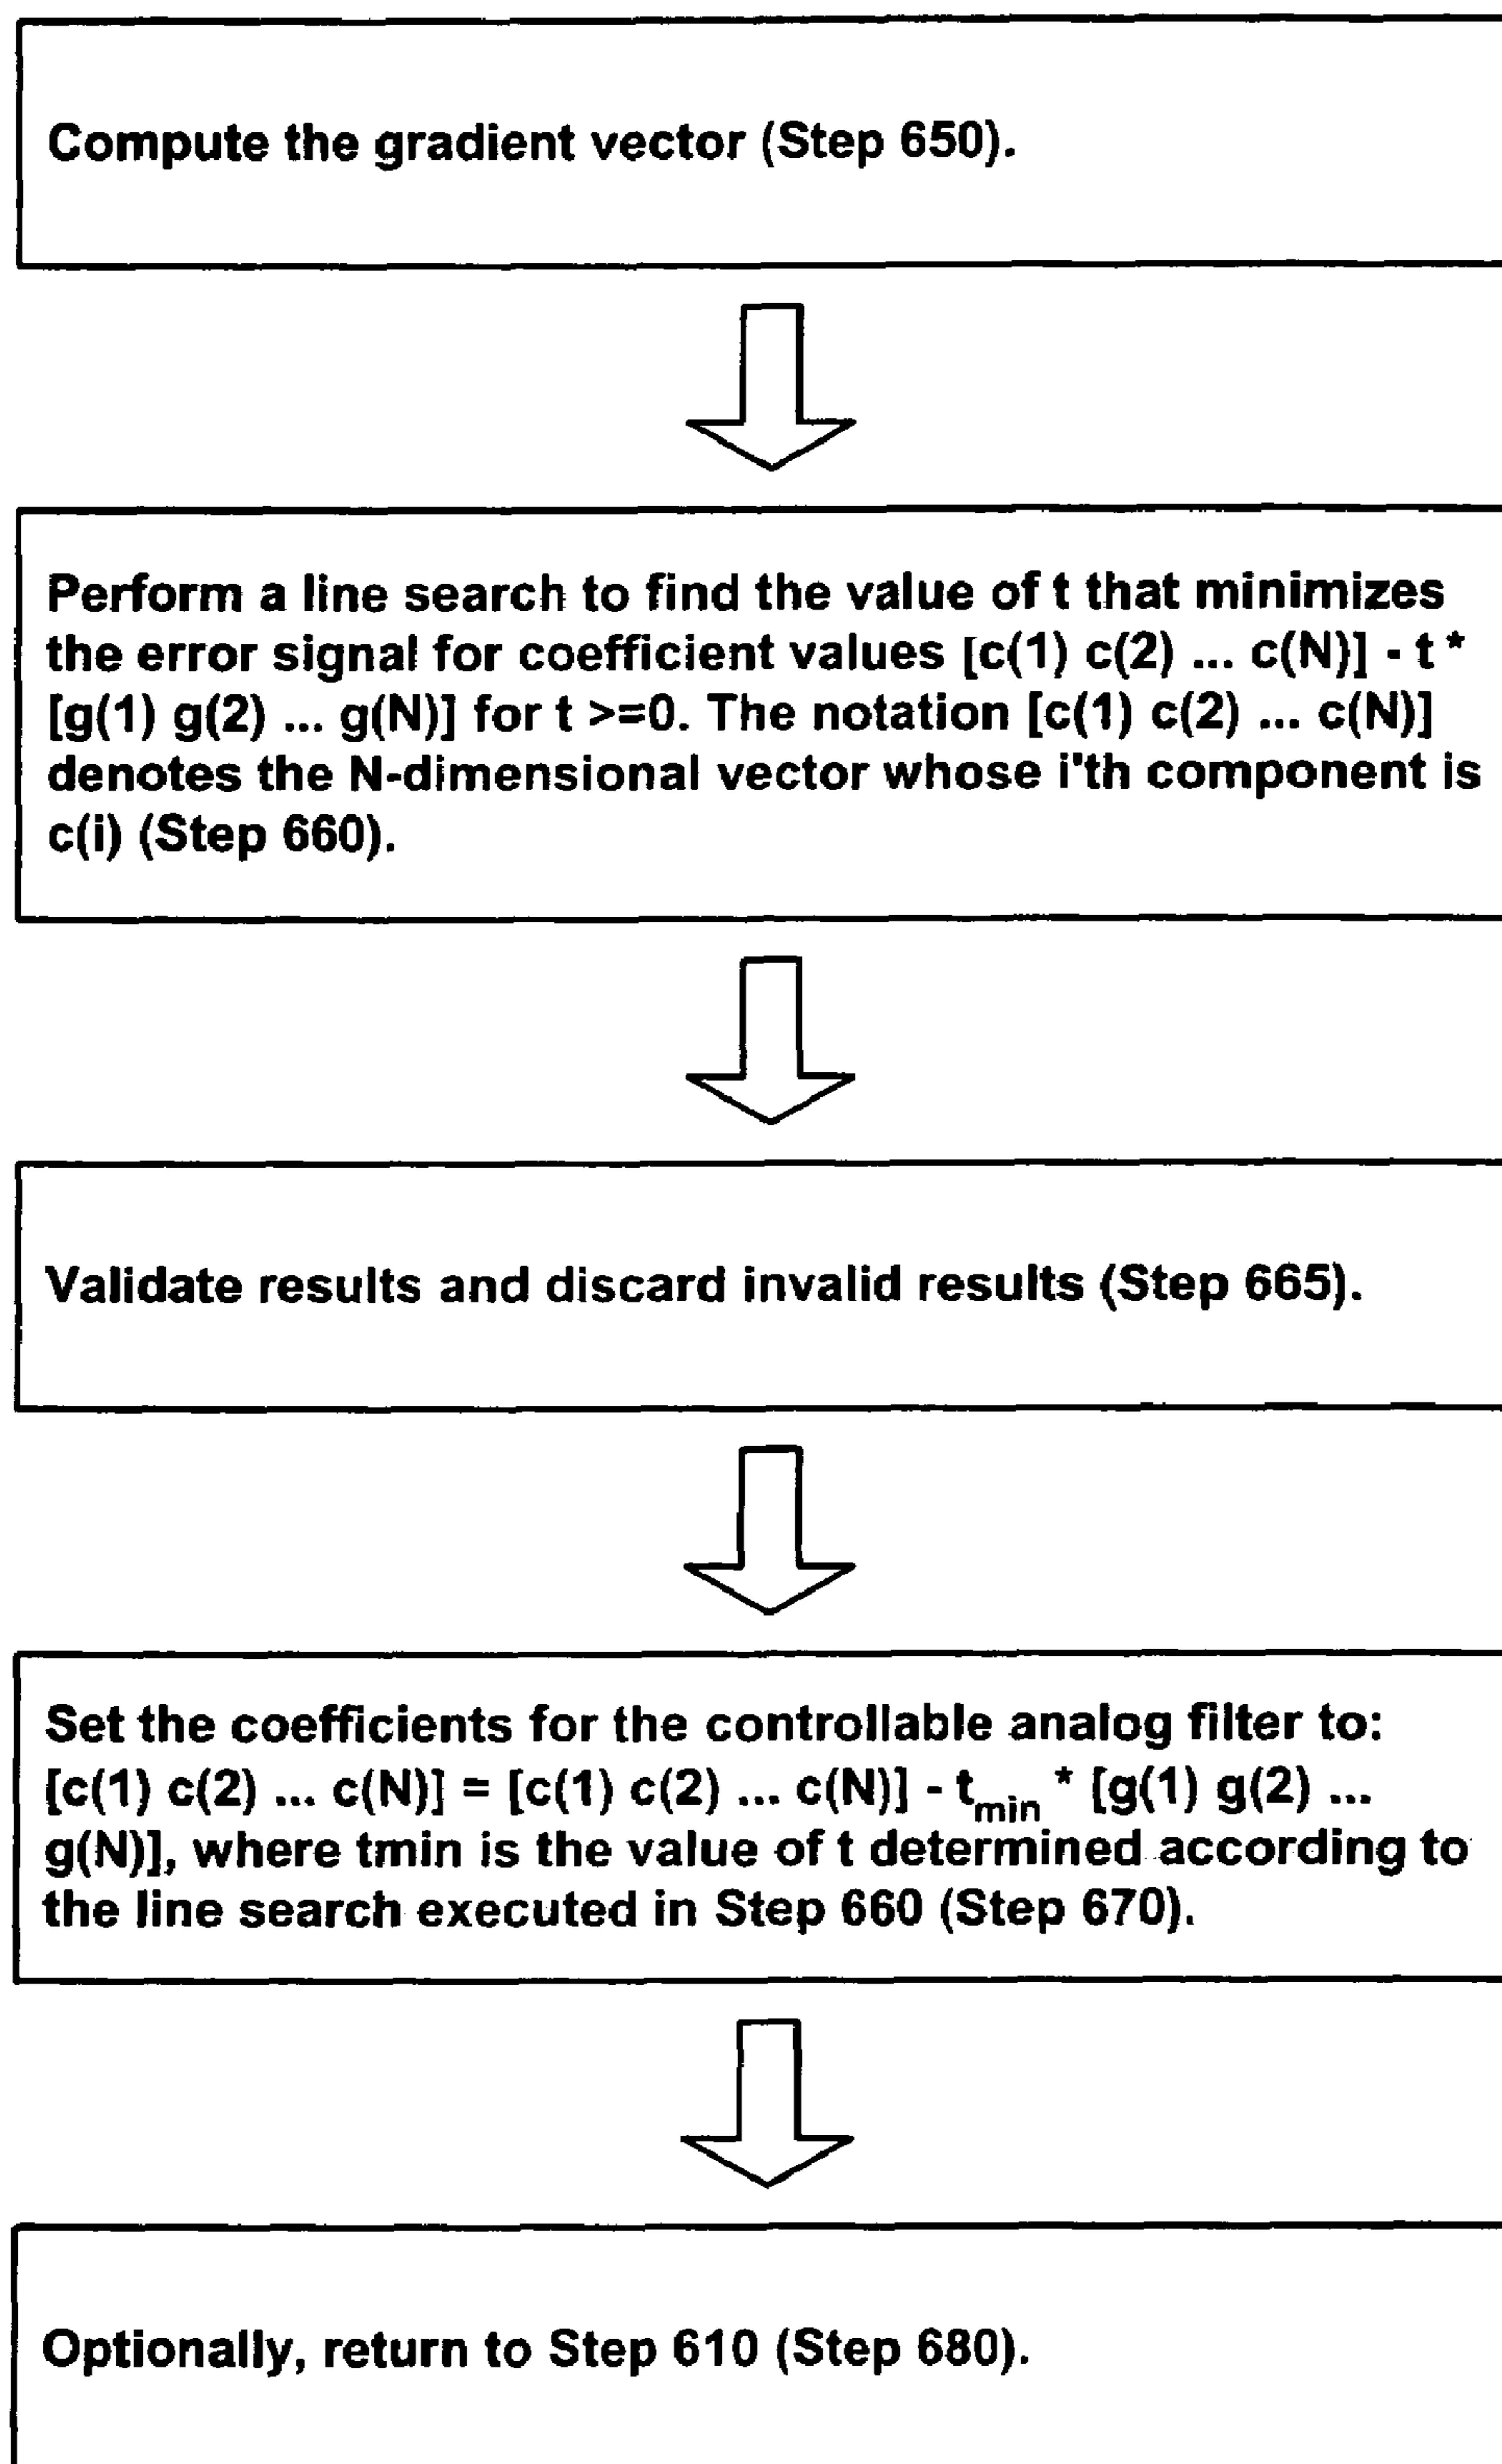 Compute the gradient vector (Step 650).
Perform a line search to find the value of t that minimizes
the error signal for coefficient values [c(1) c(2) ... c(N)] - t *
[g(1) g(2) ... g(N)] for t >=0. The notation [c(1) c(2) ... c(N)]
denotes the N-dimensional vector whose i'th component is
c(i) (Step 660).
Validate results and discard invalid results (Step 665).
Set the coefficients for the controllable analog filter to:
[c(1) c(2) ... c(N)] = [c(1) c(2) ... c(N)] - tmin * [g(1) g(2) ...
g(N)], where tmin is the value of t determined according to
the line search executed in Step 660 (Step 670).
Optionally, return to Step 610 (Step 680).